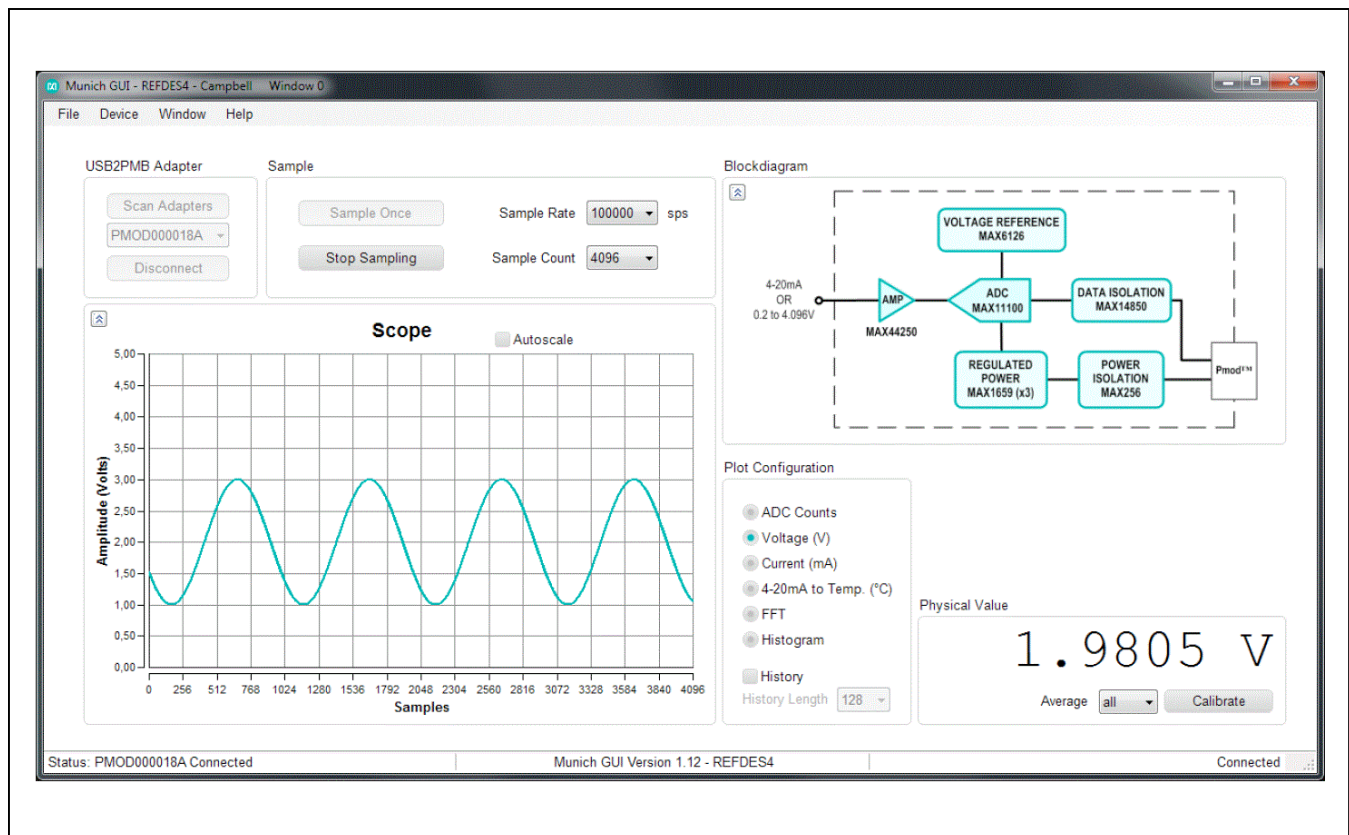 Munich GUI - REFDES4 - Campbell Window 0
File Device Window Help
USB2PMB Adapter
Scan Adapters
PMOD000018A
Disconnect
Sample
Sample Once
Sample Rate 100000 sps
Stop Sampling
Sample Count 4096
Scope
Autoscale
5,00
4,50
4,00
3,50
3,00
2,50
2,00
1,50
1,00
0,50
0,00
Amplitude (Volts)
0 256 512 768 1024 1280 1536 1792 2048 2304 2560 2816 3072 3328 3584 3840 4096
Samples
Blockdiagram
VOLTAGE REFERENCE
MAX6126
4-20mA
OR
0.2 to 4.096V
AMP
MAX44250
ADC
MAX11100
DATA ISOLATION
MAX14850
REGULATED
POWER
MAX1659 (x3)
POWER
ISOLATION
MAX256
Pmod™
Plot Configuration
ADC Counts
Voltage (V)
Current (mA)
4-20mA to Temp. (°C)
FFT
Histogram
History
History Length 128
Physical Value
1.9805 V
Average all Calibrate
Status: PMOD000018A Connected
Munich GUI Version 1.12 - REFDES4
Connected